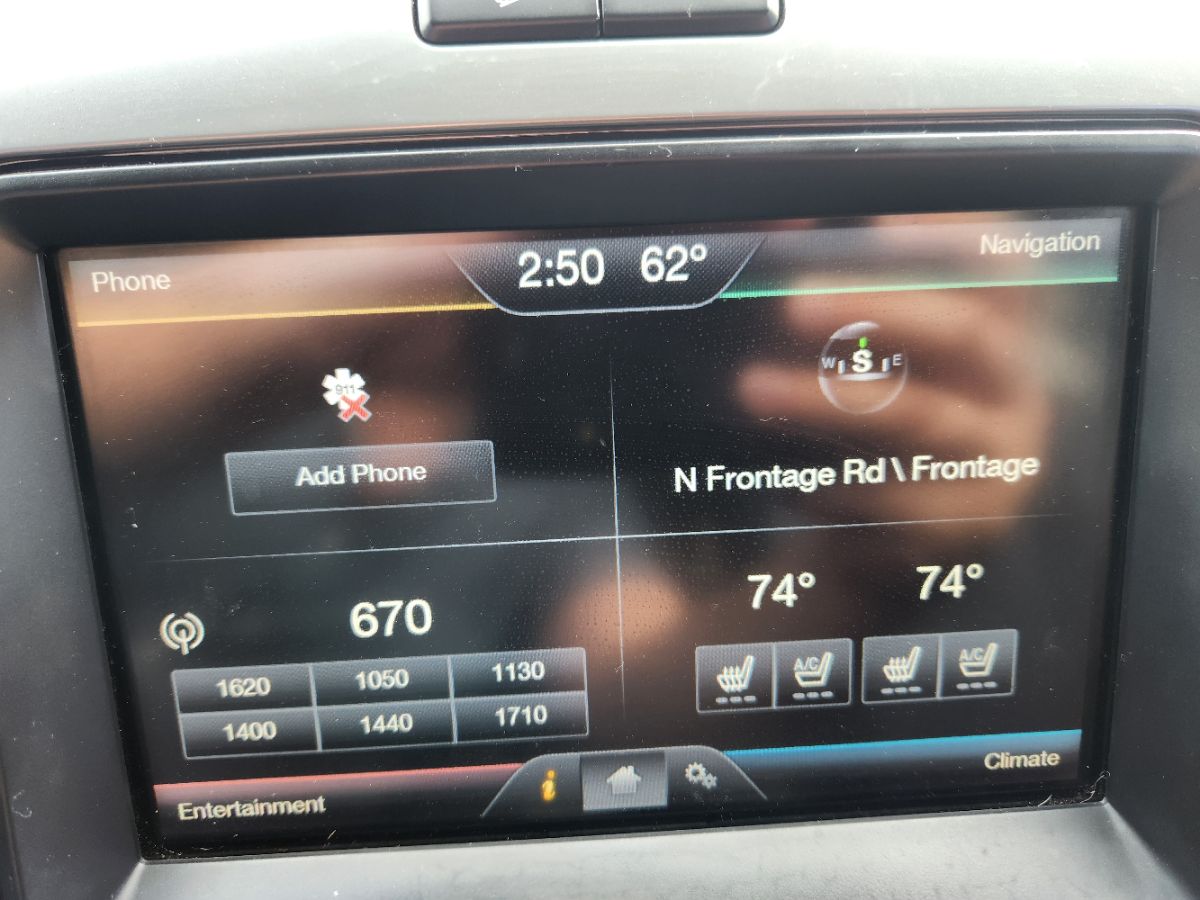 Phone
2:50 62°
Navigation
911
W S E
Add Phone
N Frontage Rd \ Frontage
670
74° 74°
1620 1050 1130
A/C A/C
1400 1440 1710
i
Entertainment
Climate